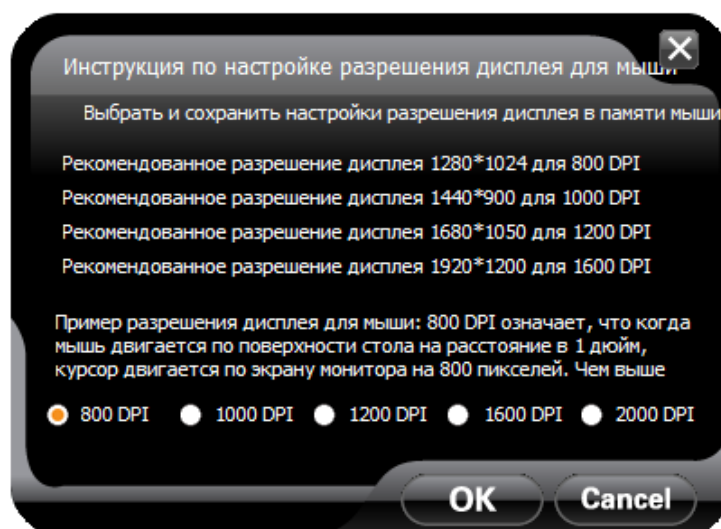 Инструкция по настройке разрешения дисплея для мыши
Выбрать и сохранить настройки разрешения дисплея в памяти мыши
Рекомендованное разрешение дисплея 1280*1024 для 800 DPI
Рекомендованное разрешение дисплея 1440*900 для 1000 DPI
Рекомендованное разрешение дисплея 1680*1050 для 1200 DPI
Рекомендованное разрешение дисплея 1920*1200 для 1600 DPI
Пример разрешения дисплея для мыши: 800 DPI означает, что когда
мышь двигается по поверхности стола на расстояние в 1 дюйм,
курсор двигается по экрану монитора на 800 пикселей. Чем выше
800 DPI 1000 DPI 1200 DPI 1600 DPI 2000 DPI
OK Cancel